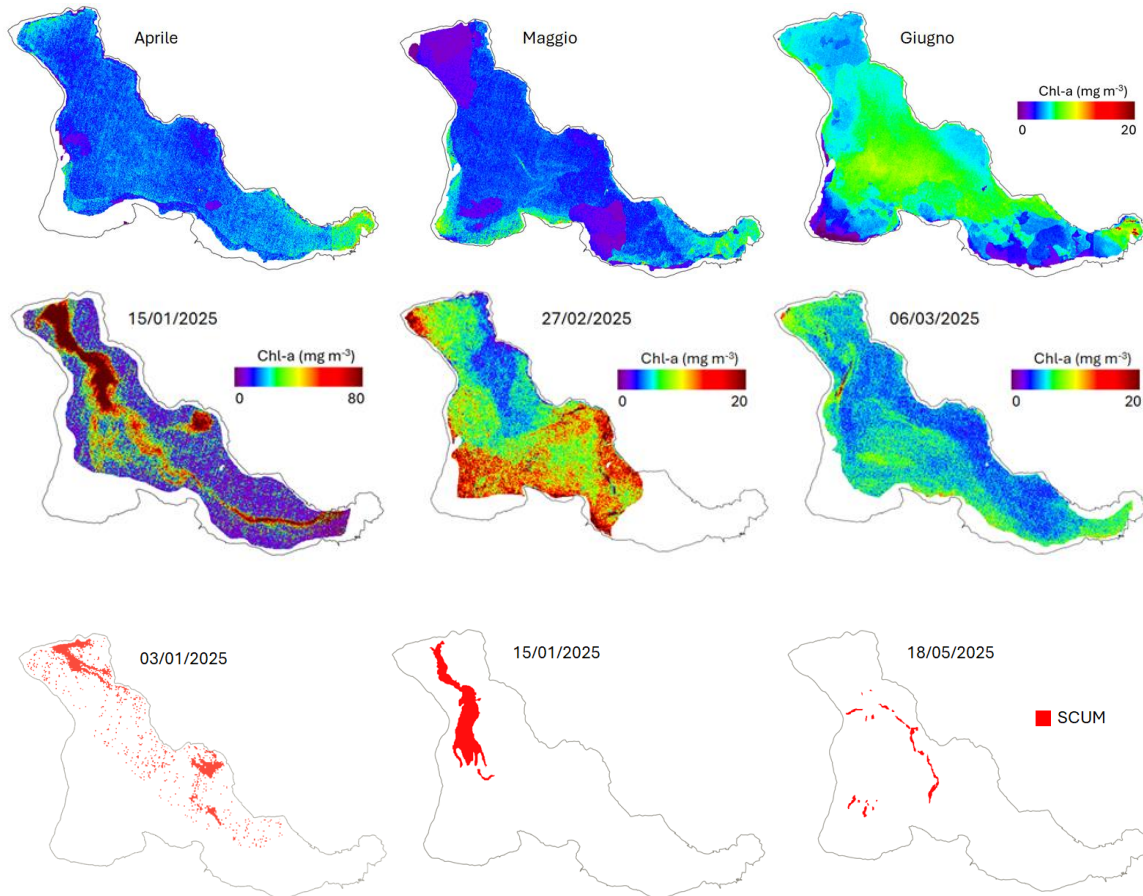 Aprile
Maggio
Giugno
Chl-a (mg m⁻³)
0 20
15/01/2025
27/02/2025
06/03/2025
Chl-a (mg m⁻³)
0 80
Chl-a (mg m⁻³)
0 20
Chl-a (mg m⁻³)
0 20
03/01/2025
15/01/2025
18/05/2025
SCUM